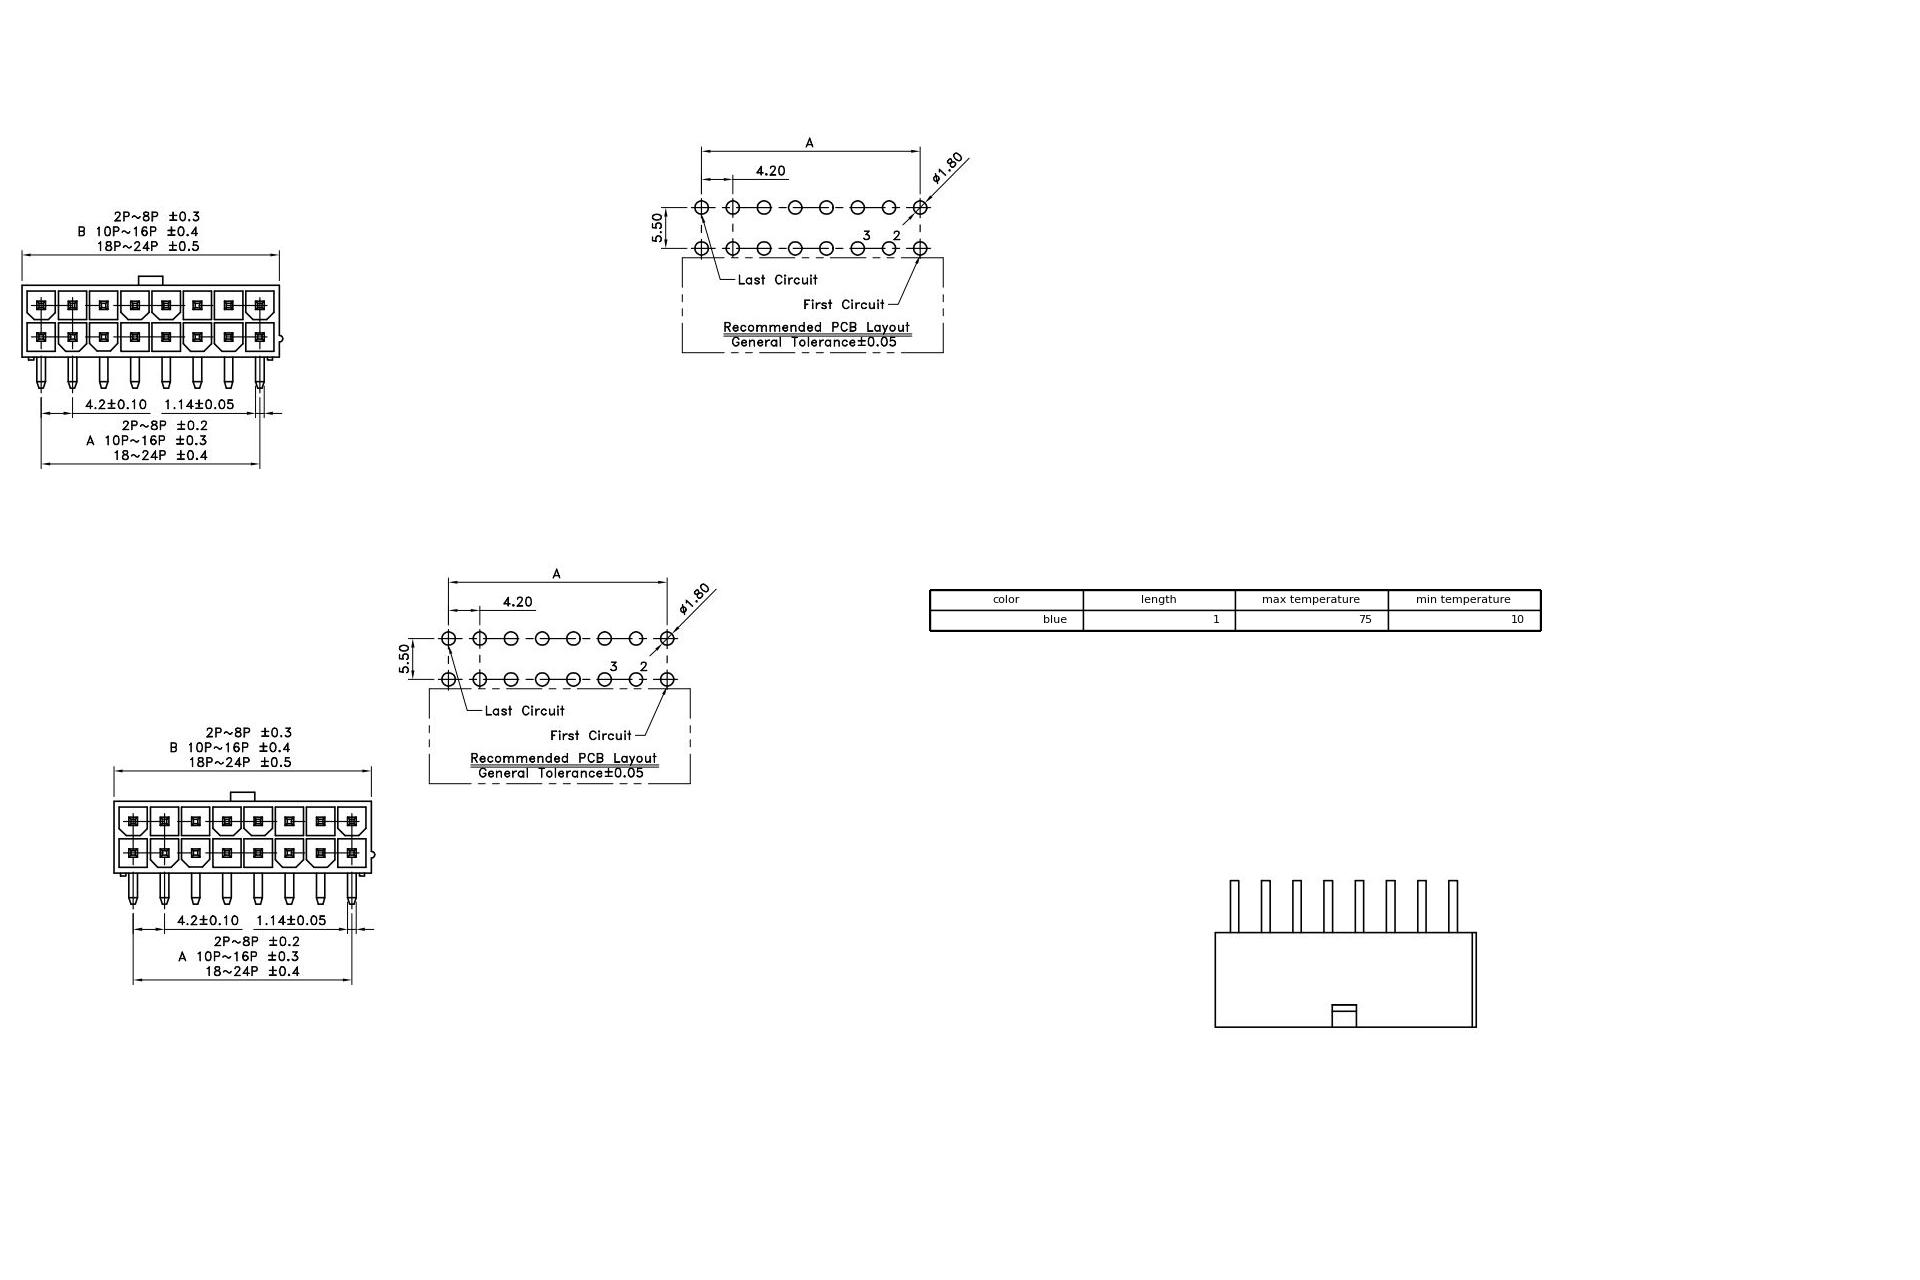 A
4.20
ø1.80
5.50
3 2
Last Circuit
First Circuit
Recommended PCB Layout
General Tolerance±0.05
2P~8P ±0.3
B 10P~16P ±0.4
18P~24P ±0.5
4.2±0.10 1.14±0.05
2P~8P ±0.2
A 10P~16P ±0.3
18~24P ±0.4
A
4.20
ø1.80
5.50
3 2
Last Circuit
First Circuit
Recommended PCB Layout
General Tolerance±0.05
color length max temperature min temperature
blue 1 75 10
2P~8P ±0.3
B 10P~16P ±0.4
18P~24P ±0.5
4.2±0.10 1.14±0.05
2P~8P ±0.2
A 10P~16P ±0.3
18~24P ±0.4